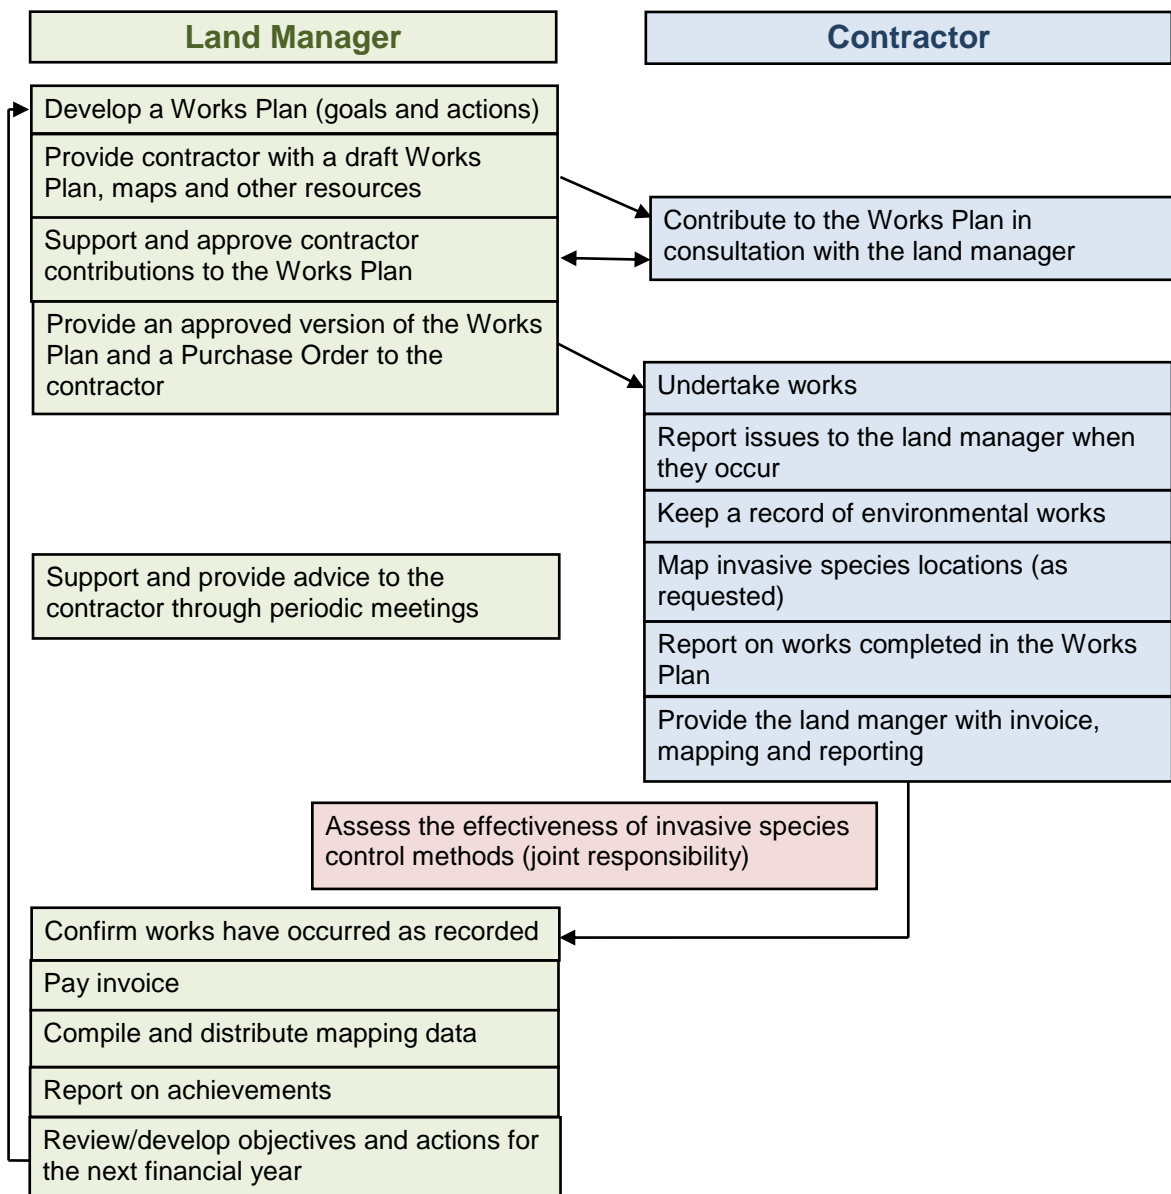 Land Manager
Contractor
Develop a Works Plan (goals and actions)
Provide contractor with a draft Works
Plan, maps and other resources
Contribute to the Works Plan in
consultation with the land manager
Support and approve contractor
contributions to the Works Plan
Provide an approved version of the Works
Plan and a Purchase Order to the
contractor
Undertake works
Report issues to the land manager when
they occur
Keep a record of environmental works
Map invasive species locations (as
requested)
Support and provide advice to the
contractor through periodic meetings
Report on works completed in the Works
Plan
Provide the land manger with invoice,
mapping and reporting
Assess the effectiveness of invasive species
control methods (joint responsibility)
Confirm works have occurred as recorded
Pay invoice
Compile and distribute mapping data
Report on achievements
Review/develop objectives and actions for
the next financial year